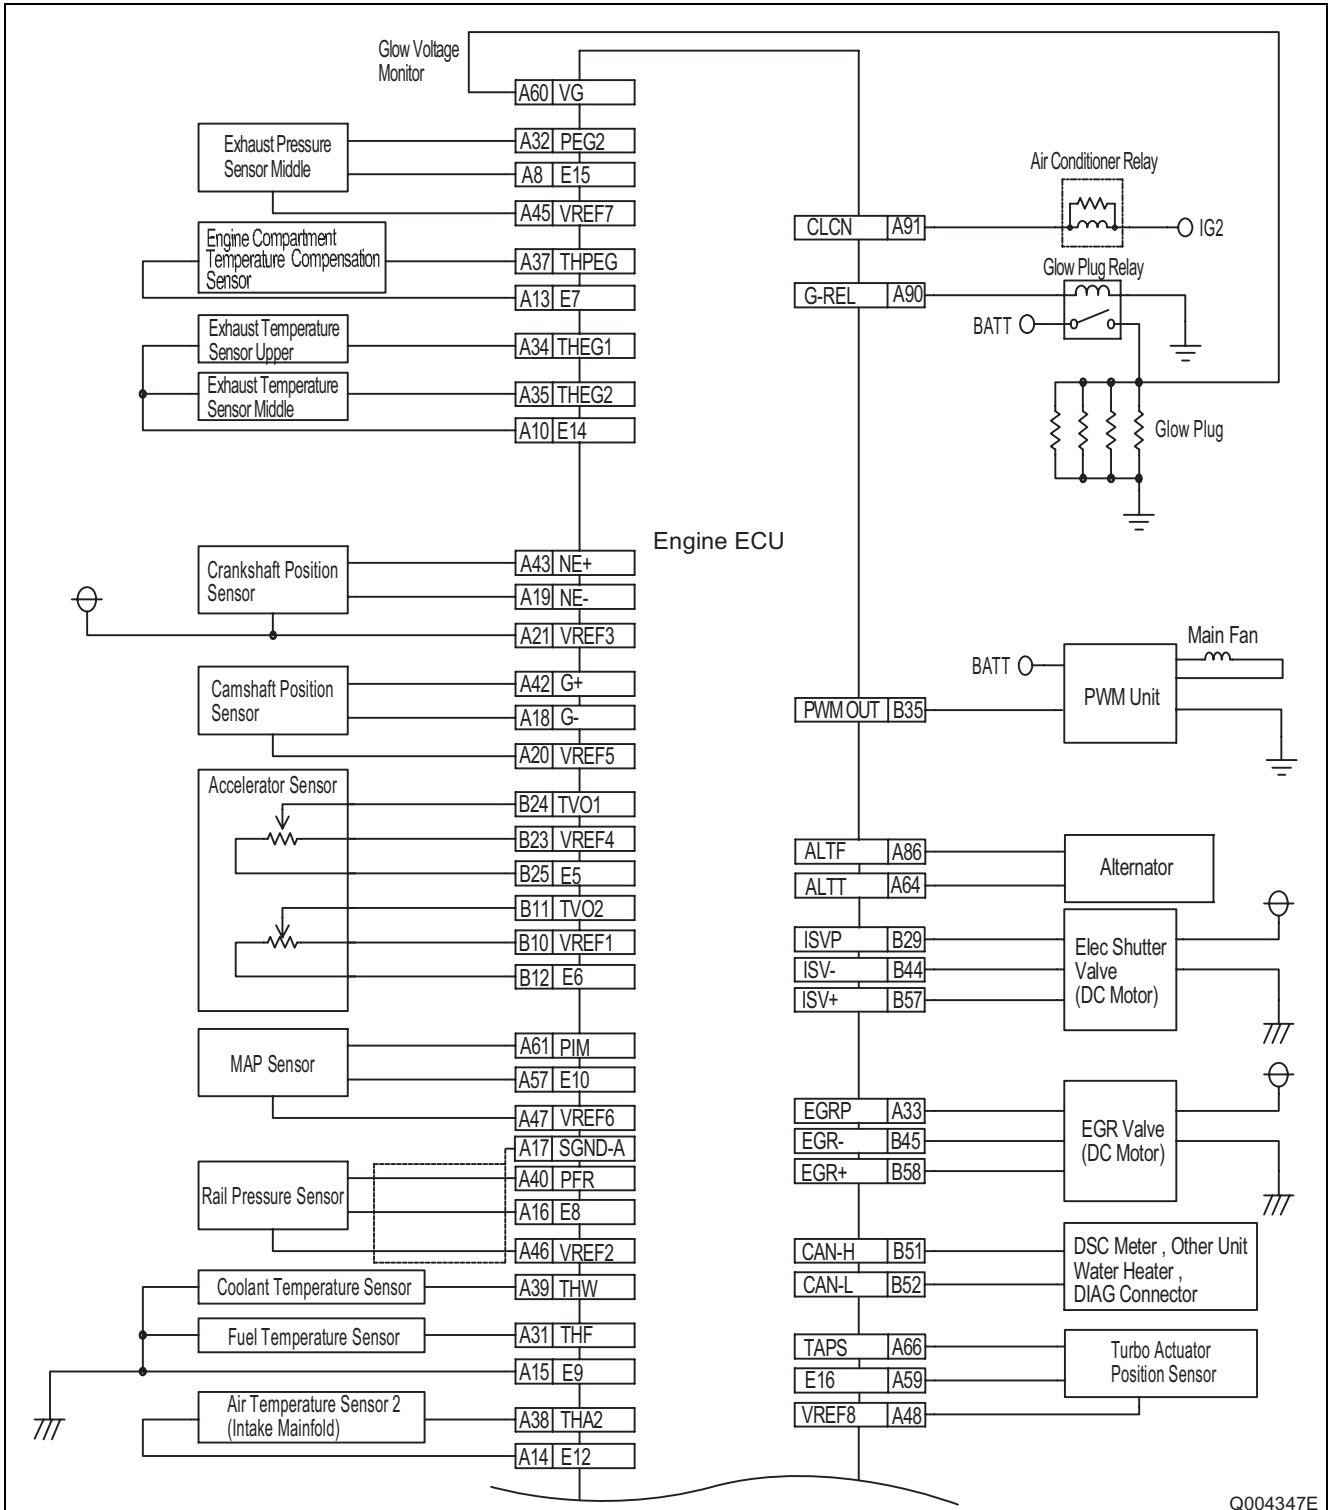 Glow Voltage
Monitor
A60 VG
Exhaust Pressure
Sensor Middle
A32 PEG2
A8 E15
A45 VREF7
Engine Compartment
Temperature Compensation
Sensor
A37 THPEG
A13 E7
Exhaust Temperature
Sensor Upper
A34 THEG1
Exhaust Temperature
Sensor Middle
A35 THEG2
A10 E14
Crankshaft Position
Sensor
A43 NE+
A19 NE-
A21 VREF3
Camshaft Position
Sensor
A42 G+
A18 G-
A20 VREF5
Accelerator Sensor
B24 TVO1
B23 VREF4
B25 E5
B11 TVO2
B10 VREF1
B12 E6
MAP Sensor
A61 PIM
A57 E10
A47 VREF6
A17 SGND-A
Rail Pressure Sensor
A40 PFR
A16 E8
A46 VREF2
Coolant Temperature Sensor
A39 THW
Fuel Temperature Sensor
A31 THF
A15 E9
Air Temperature Sensor 2
(Intake Mainfold)
A38 THA2
A14 E12
Engine ECU
Air Conditioner Relay
CLCN A91
IG2
Glow Plug Relay
G-REL A90
BATT
Glow Plug
Main Fan
BATT
PWM Unit
PWM OUT B35
ALTF A86
ALTT A64
Alternator
ISVP B29
ISV- B44
ISV+ B57
Elec Shutter
Valve
(DC Motor)
EGRP A33
EGR- B45
EGR+ B58
EGR Valve
(DC Motor)
CAN-H B51
CAN-L B52
DSC Meter , Other Unit
Water Heater ,
DIAG Connector
TAPS A66
E16 A59
VREF8 A48
Turbo Actuator
Position Sensor
Q004347E